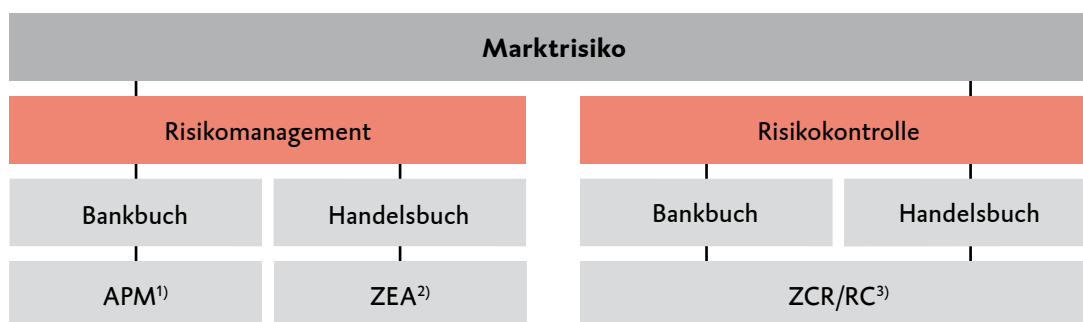 Marktrisiko
Risikomanagement
Risikokontrolle
Bankbuch
Handelsbuch
Bankbuch
Handelsbuch
APM¹⁾
ZEA²⁾
ZCR/RC³⁾